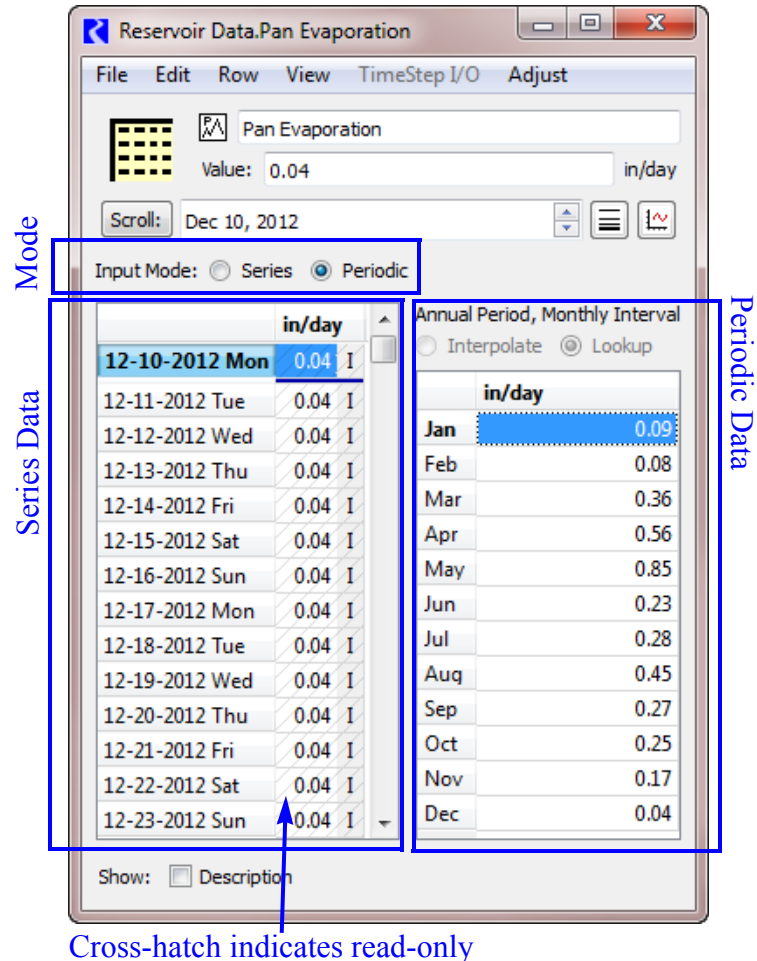 Reservoir Data.Pan Evaporation
File Edit Row View TimeStep I/O Adjust
Pan Evaporation
Value: 0.04 in/day
Scroll: Dec 10, 2012
Mode
Input Mode: Series Periodic
Series Data
in/day
12-10-2012 Mon 0.04 I
12-11-2012 Tue 0.04 I
12-12-2012 Wed 0.04 I
12-13-2012 Thu 0.04 I
12-14-2012 Fri 0.04 I
12-15-2012 Sat 0.04 I
12-16-2012 Sun 0.04 I
12-17-2012 Mon 0.04 I
12-18-2012 Tue 0.04 I
12-19-2012 Wed 0.04 I
12-20-2012 Thu 0.04 I
12-21-2012 Fri 0.04 I
12-22-2012 Sat 0.04 I
12-23-2012 Sun 0.04 I
Periodic Data
Annual Period, Monthly Interval
Interpolate Lookup
in/day
Jan 0.09
Feb 0.08
Mar 0.36
Apr 0.56
May 0.85
Jun 0.23
Jul 0.28
Aug 0.45
Sep 0.27
Oct 0.25
Nov 0.17
Dec 0.04
Show: Description
Cross-hatch indicates read-only